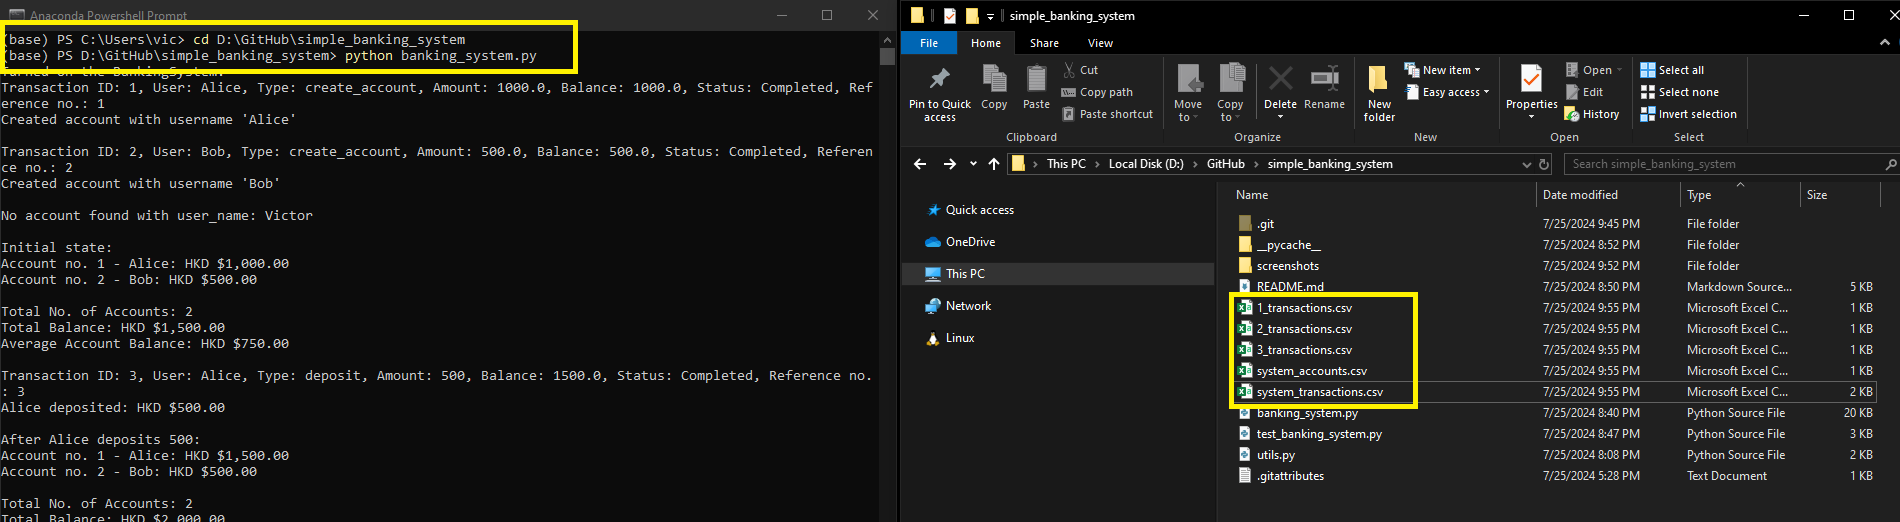 Anaconda Powershell Prompt
(base) PS C:\Users\vic> cd D:\GitHub\simple_banking_system
(base) PS D:\GitHub\simple_banking_system> python banking_system.py
Turned on the BankingSystem.
Transaction ID: 1, User: Alice, Type: create_account, Amount: 1000.0, Balance: 1000.0, Status: Completed, Ref
erence no.: 1
Created account with username 'Alice'
Transaction ID: 2, User: Bob, Type: create_account, Amount: 500.0, Balance: 500.0, Status: Completed, Referen
ce no.: 2
Created account with username 'Bob'
No account found with user_name: Victor
Initial state:
Account no. 1 - Alice: HKD $1,000.00
Account no. 2 - Bob: HKD $500.00
Total No. of Accounts: 2
Total Balance: HKD $1,500.00
Average Account Balance: HKD $750.00
Transaction ID: 3, User: Alice, Type: deposit, Amount: 500, Balance: 1500.0, Status: Completed, Reference no.
: 3
Alice deposited: HKD $500.00
After Alice deposits 500:
Account no. 1 - Alice: HKD $1,500.00
Account no. 2 - Bob: HKD $500.00
Total No. of Accounts: 2
Total Balance: HKD $2,000.00
simple_banking_system
File Home Share View
Pin to Quick access
Copy
Paste
Cut
Copy path
Paste shortcut
Clipboard
Move to
Copy to
Delete
Rename
Organize
New folder
New item
Easy access
New
Properties
Open
Edit
History
Open
Select all
Select none
Invert selection
Select
This PC > Local Disk (D:) > GitHub > simple_banking_system
Search simple_banking_system
Quick access
OneDrive
This PC
Network
Linux
Name Date modified Type Size
.git 7/25/2024 9:45 PM File folder
__pycache__ 7/25/2024 8:52 PM File folder
screenshots 7/25/2024 9:52 PM File folder
README.md 7/25/2024 8:50 PM Markdown Source... 5 KB
1_transactions.csv 7/25/2024 9:55 PM Microsoft Excel C... 1 KB
2_transactions.csv 7/25/2024 9:55 PM Microsoft Excel C... 1 KB
3_transactions.csv 7/25/2024 9:55 PM Microsoft Excel C... 1 KB
system_accounts.csv 7/25/2024 9:55 PM Microsoft Excel C... 1 KB
system_transactions.csv 7/25/2024 9:55 PM Microsoft Excel C... 2 KB
banking_system.py 7/25/2024 8:40 PM Python Source File 20 KB
test_banking_system.py 7/25/2024 8:47 PM Python Source File 3 KB
utils.py 7/25/2024 8:08 PM Python Source File 2 KB
.gitattributes 7/25/2024 5:28 PM Text Document 1 KB